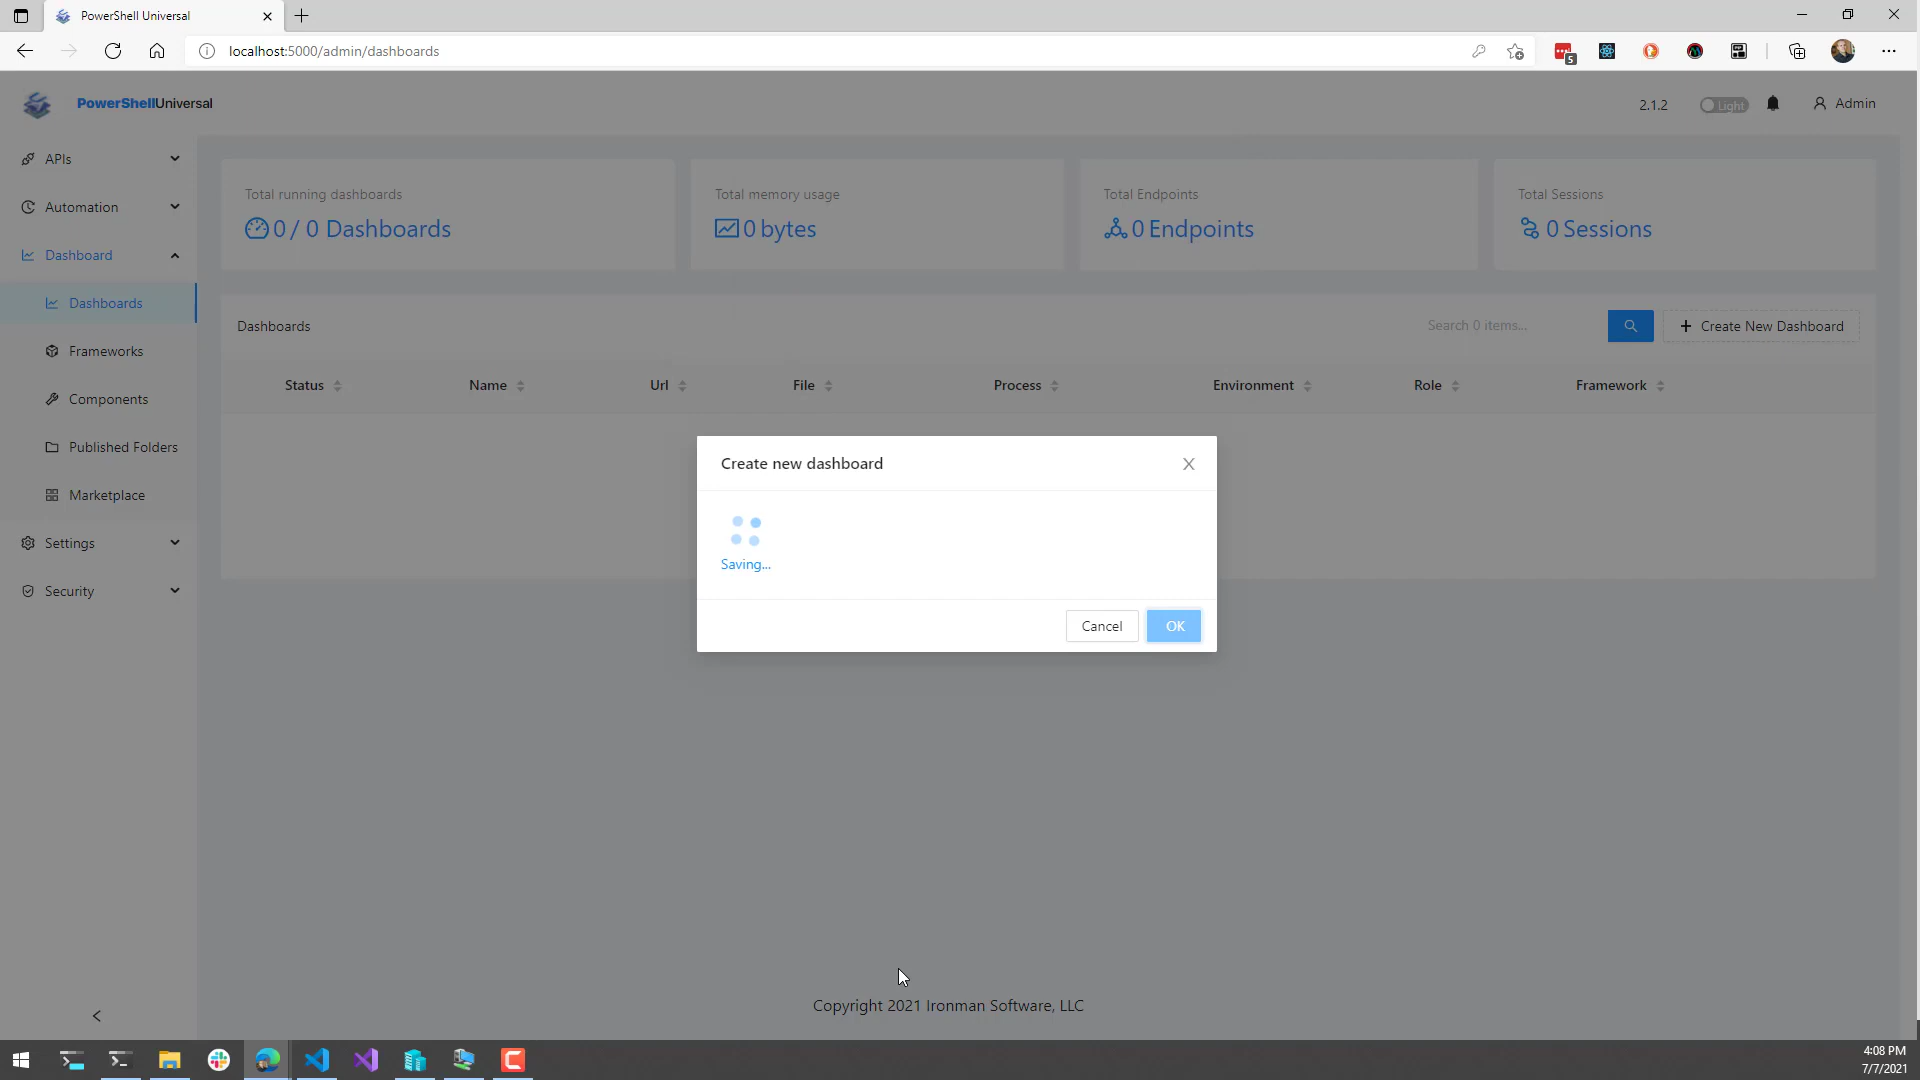 PowerShell Universal
localhost:5000/admin/dashboards
5
PowerShellUniversal
2.1.2
Light
Admin
APIs
Automation
Dashboard
Dashboards
Frameworks
Components
Published Folders
Marketplace
Settings
Security
Total running dashboards
0 / 0 Dashboards
Total memory usage
0 bytes
Total Endpoints
0 Endpoints
Total Sessions
0 Sessions
Dashboards
Search 0 items...
Create New Dashboard
Status Name Url File Process Environment Role Framework
Create new dashboard
Saving...
Cancel OK
Copyright 2021 Ironman Software, LLC
4:08 PM
7/7/2021